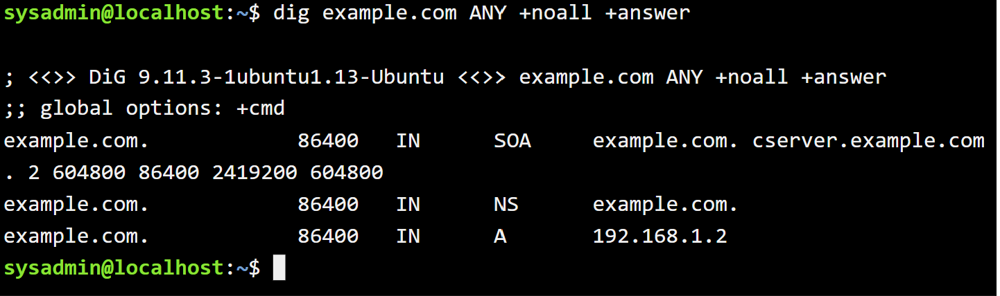 sysadmin@localhost:~$ dig example.com ANY +noall +answer
; <<>> DiG 9.11.3-1ubuntu1.13-Ubuntu <<>> example.com ANY +noall +answer
;; global options: +cmd
example.com. 86400 IN SOA example.com. cserver.example.com
. 2 604800 86400 2419200 604800
example.com. 86400 IN NS example.com.
example.com. 86400 IN A 192.168.1.2
sysadmin@localhost:~$